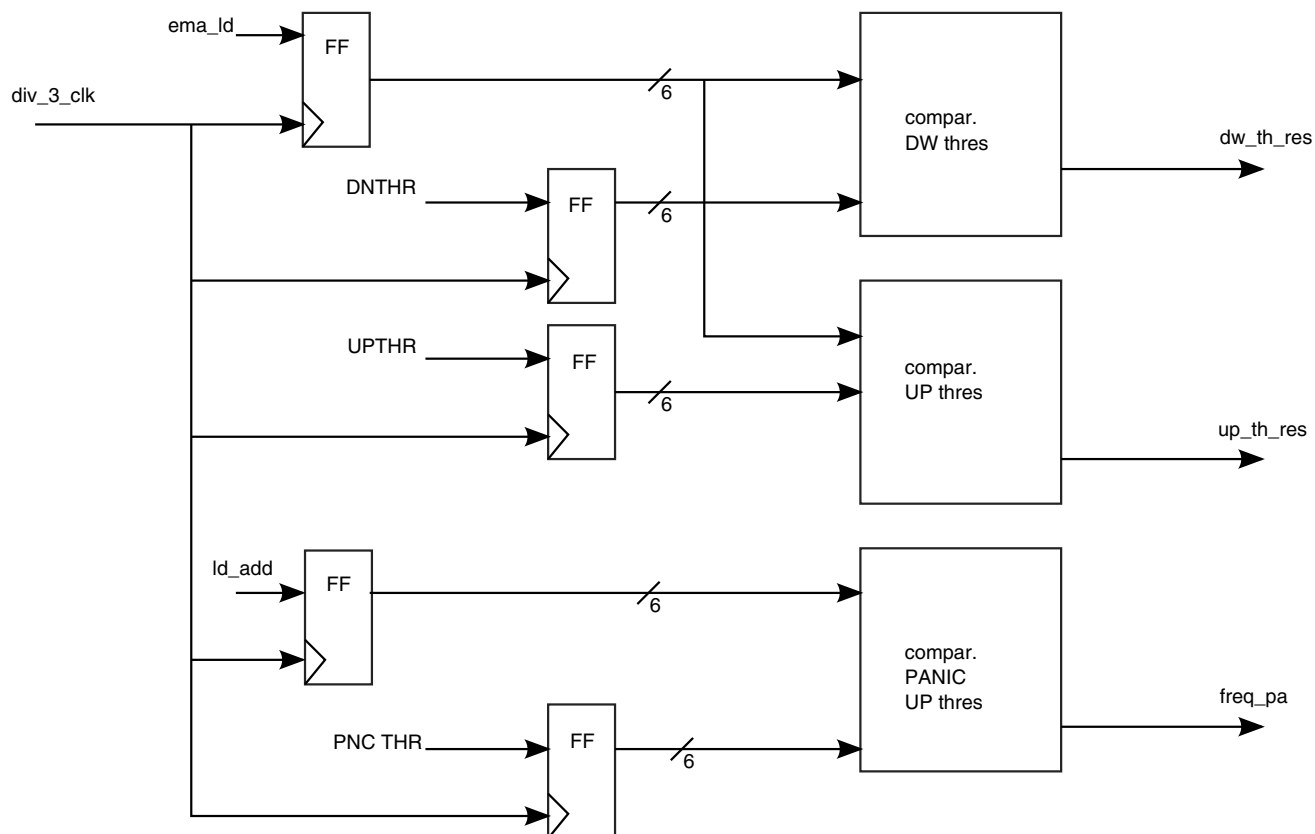 ema_ld
FF
div_3_clk
6
compar.
DW thres
dw_th_res
DNTHR
FF
6
UPTHR
FF
6
compar.
UP thres
up_th_res
ld_add
FF
6
compar.
PANIC
UP thres
freq_pa
PNC THR
FF
6